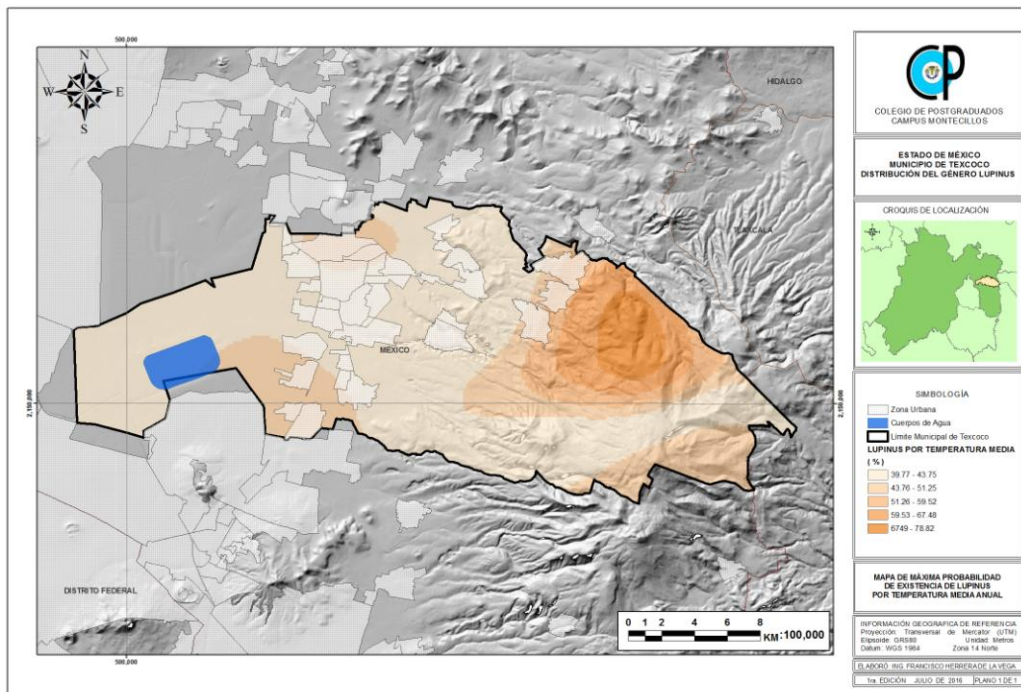 500,000
N
W E
S
HIDALGO
TLAXCALA
MÉXICO
2,150,000
2,150,000
DISTRITO FEDERAL
0 1 2 4 6 8
KM 1:100,000
500,000
CP
COLEGIO DE POSTGRADUADOS
CAMPUS MONTECILLOS
ESTADO DE MÉXICO
MUNICIPIO DE TEXCOCO
DISTRIBUCIÓN DEL GÉNERO LUPINUS
CROQUIS DE LOCALIZACIÓN
SIMBOLOGÍA
Zona Urbana
Cuerpos de Agua
Límite Municipal de Texcoco
LUPINUS POR TEMPERATURA MEDIA
( % )
39.77 - 43.75
43.76 - 51.25
51.26 - 59.52
59.53 - 67.48
6749 - 78.82
MAPA DE MÁXIMA PROBABILIDAD
DE EXISTENCIA DE LUPINUS
POR TEMPERATURA MEDIA ANUAL
INFORMACIÓN GEOGRAFICA DE REFERENCIA
Proyección: Transversal de Mercator (UTM)
Elipsoide: GRS80 Unidad: Metros
Datum: WGS 1984 Zona 14 Norte
ELABORÓ: ING. FRANCISCO HERRERA DE LA VEGA
1ra. EDICIÓN JULIO DE 2016 PLANO 1 DE 1